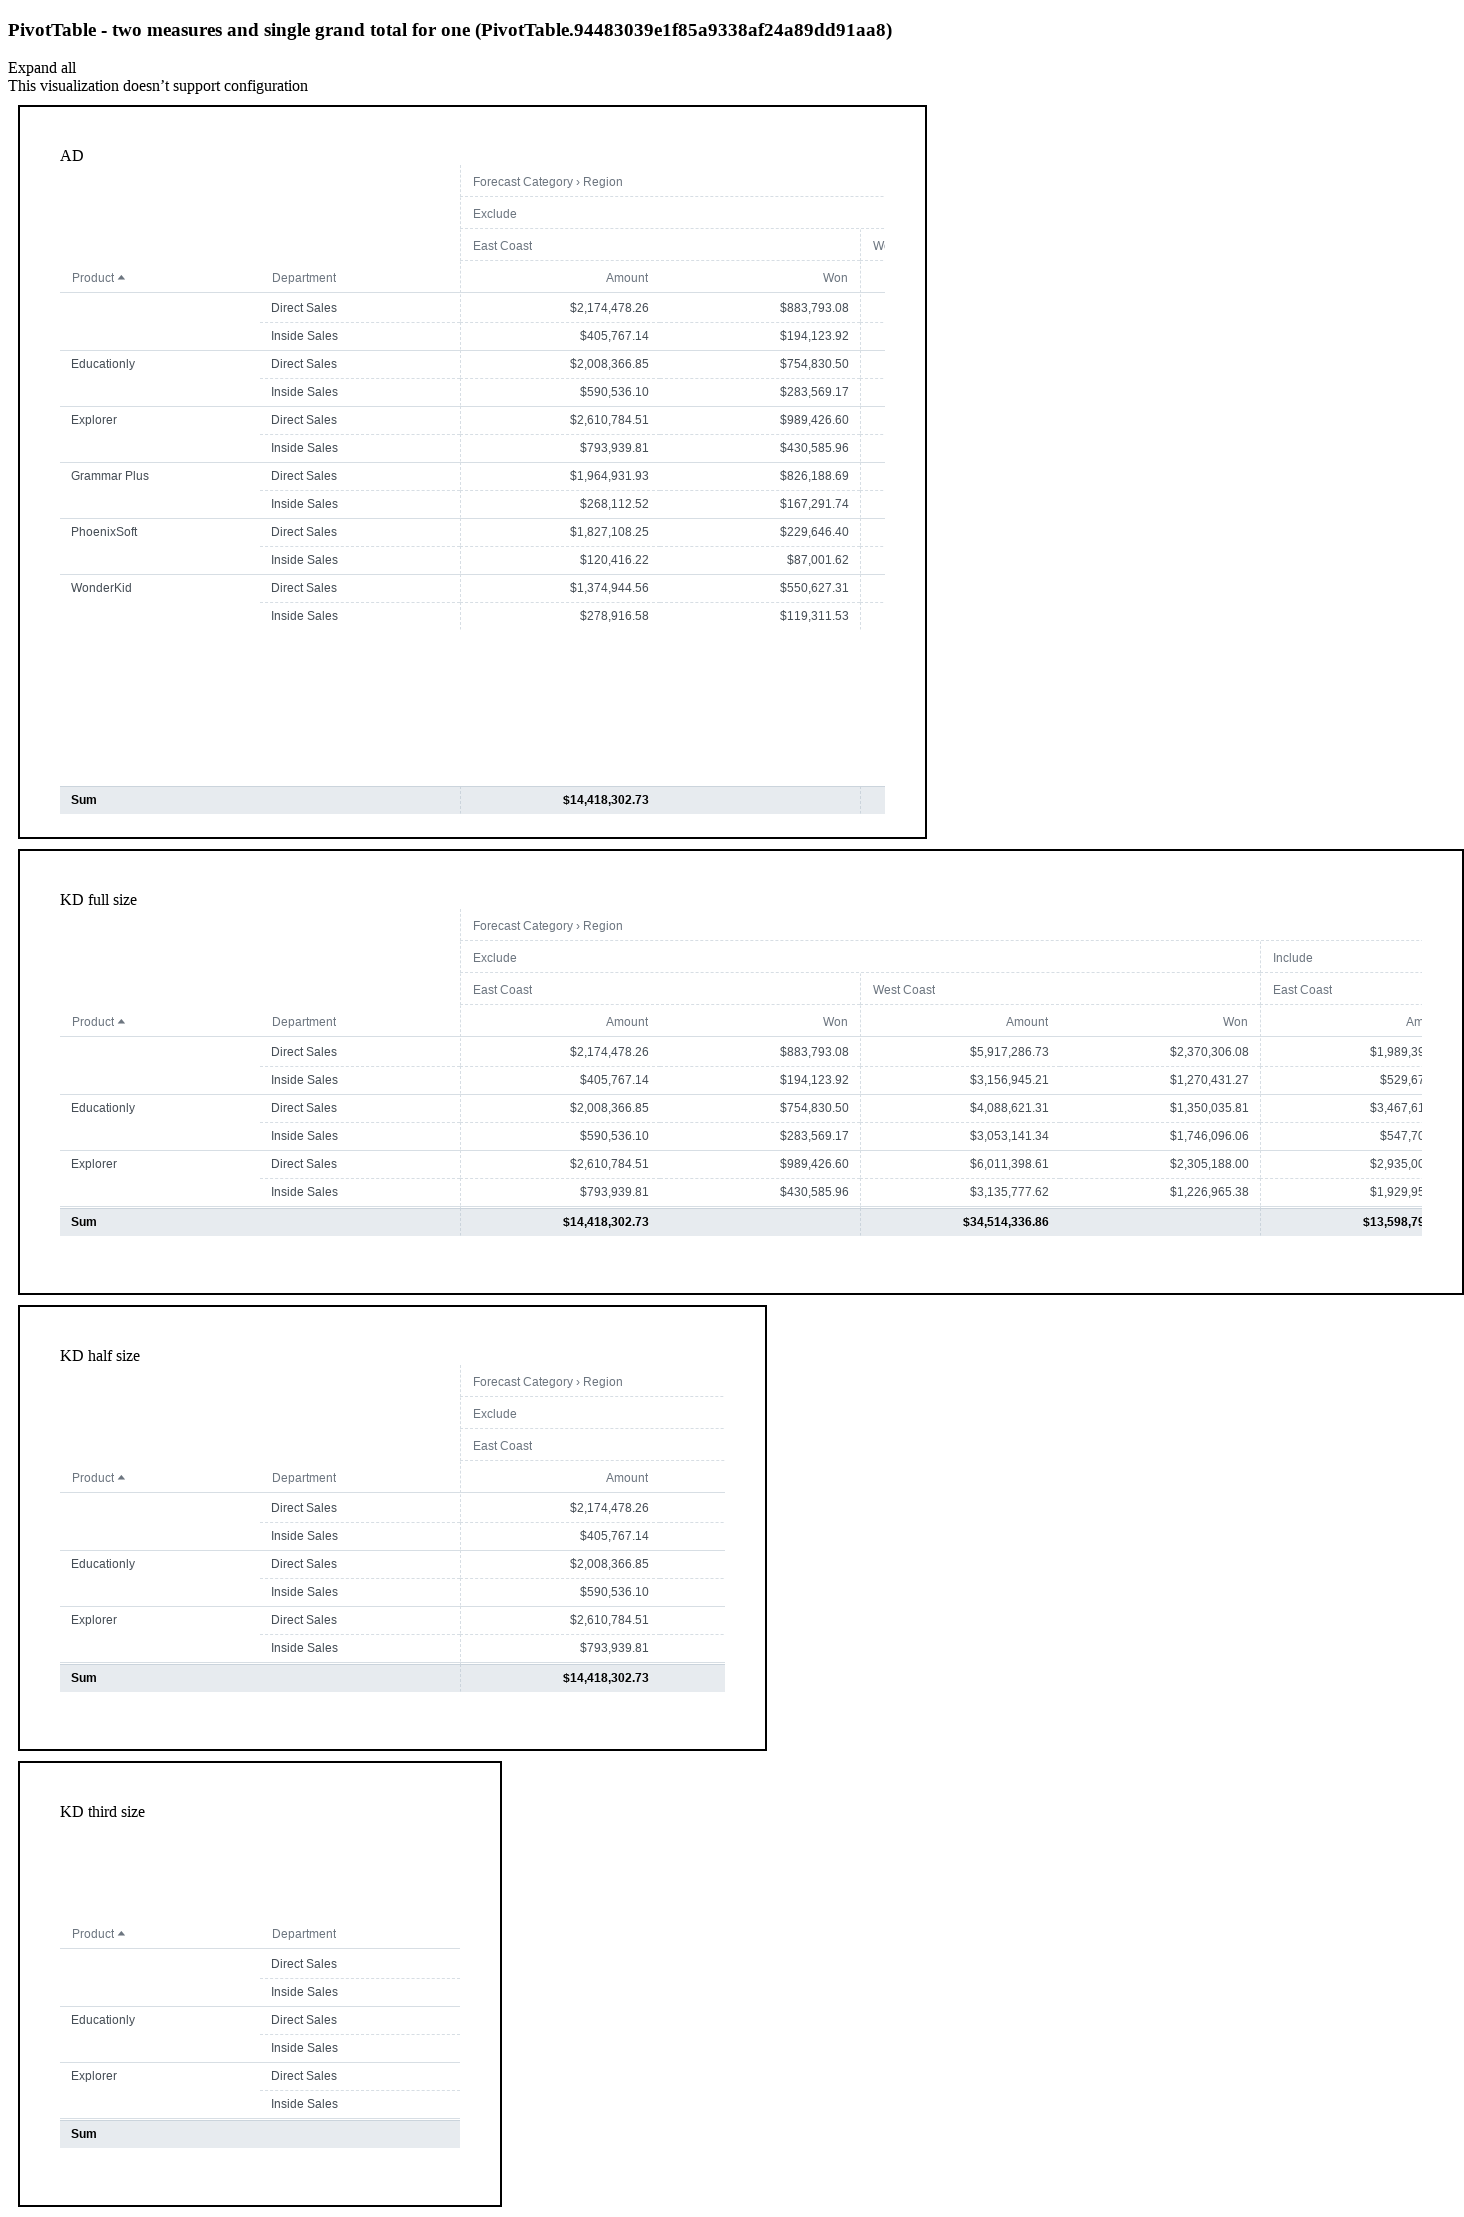 PivotTable - two measures and single grand total for one (PivotTable.94483039e1f85a9338af24a89dd91aa8)
Expand all
This visualization doesn’t support configuration
AD
Forecast Category › Region
Exclude
East Coast
Product Department Amount Won
Direct Sales $2,174,478.26 $883,793.08
Inside Sales $405,767.14 $194,123.92
Educationly Direct Sales $2,008,366.85 $754,830.50
Inside Sales $590,536.10 $283,569.17
Explorer Direct Sales $2,610,784.51 $989,426.60
Inside Sales $793,939.81 $430,585.96
Grammar Plus Direct Sales $1,964,931.93 $826,188.69
Inside Sales $268,112.52 $167,291.74
PhoenixSoft Direct Sales $1,827,108.25 $229,646.40
Inside Sales $120,416.22 $87,001.62
WonderKid Direct Sales $1,374,944.56 $550,627.31
Inside Sales $278,916.58 $119,311.53
Sum $14,418,302.73
KD full size
Forecast Category › Region
Exclude Include
East Coast West Coast East Coast
Product Department Amount Won Amount Won Am
Direct Sales $2,174,478.26 $883,793.08 $5,917,286.73 $2,370,306.08 $1,989,39
Inside Sales $405,767.14 $194,123.92 $3,156,945.21 $1,270,431.27 $529,67
Educationly Direct Sales $2,008,366.85 $754,830.50 $4,088,621.31 $1,350,035.81 $3,467,61
Inside Sales $590,536.10 $283,569.17 $3,053,141.34 $1,746,096.06 $547,70
Explorer Direct Sales $2,610,784.51 $989,426.60 $6,011,398.61 $2,305,188.00 $2,935,00
Inside Sales $793,939.81 $430,585.96 $3,135,777.62 $1,226,965.38 $1,929,95
Sum $14,418,302.73 $34,514,336.86 $13,598,79
KD half size
Forecast Category › Region
Exclude
East Coast
Product Department Amount
Direct Sales $2,174,478.26
Inside Sales $405,767.14
Educationly Direct Sales $2,008,366.85
Inside Sales $590,536.10
Explorer Direct Sales $2,610,784.51
Inside Sales $793,939.81
Sum $14,418,302.73
KD third size
Product Department
Direct Sales
Inside Sales
Educationly Direct Sales
Inside Sales
Explorer Direct Sales
Inside Sales
Sum